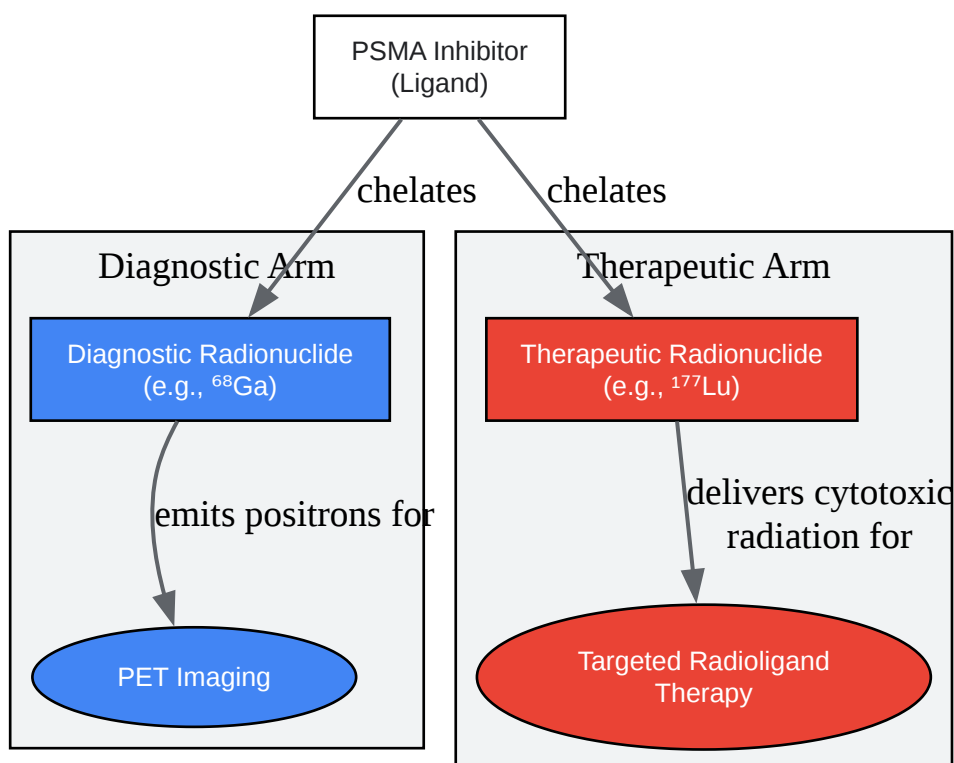 PSMA Inhibitor
(Ligand)
chelates
chelates
Diagnostic Arm
Therapeutic Arm
Diagnostic Radionuclide
(e.g., ⁶⁸Ga)
Therapeutic Radionuclide
(e.g., ¹⁷⁷Lu)
emits positrons for
delivers cytotoxic
radiation for
PET Imaging
Targeted Radioligand
Therapy